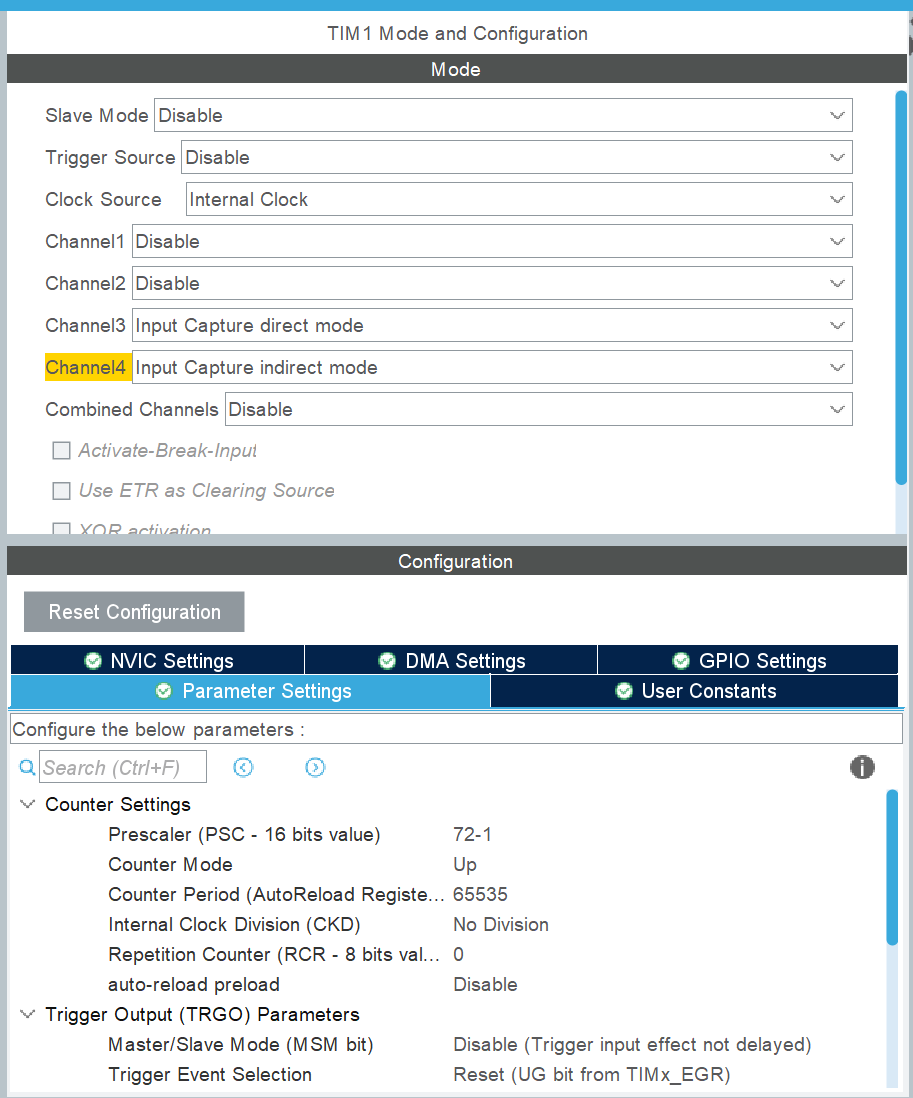 TIM1 Mode and Configuration
Mode
Slave Mode Disable
Trigger Source Disable
Clock Source Internal Clock
Channel1 Disable
Channel2 Disable
Channel3 Input Capture direct mode
Channel4 Input Capture indirect mode
Combined Channels Disable
Activate-Break-Input
Use ETR as Clearing Source
XOR activation
Configuration
Reset Configuration
NVIC Settings DMA Settings GPIO Settings
Parameter Settings User Constants
Configure the below parameters :
Search (Ctrl+F)
Counter Settings
Prescaler (PSC - 16 bits value) 72-1
Counter Mode Up
Counter Period (AutoReload Registe... 65535
Internal Clock Division (CKD) No Division
Repetition Counter (RCR - 8 bits val... 0
auto-reload preload Disable
Trigger Output (TRGO) Parameters
Master/Slave Mode (MSM bit) Disable (Trigger input effect not delayed)
Trigger Event Selection Reset (UG bit from TIMx_EGR)